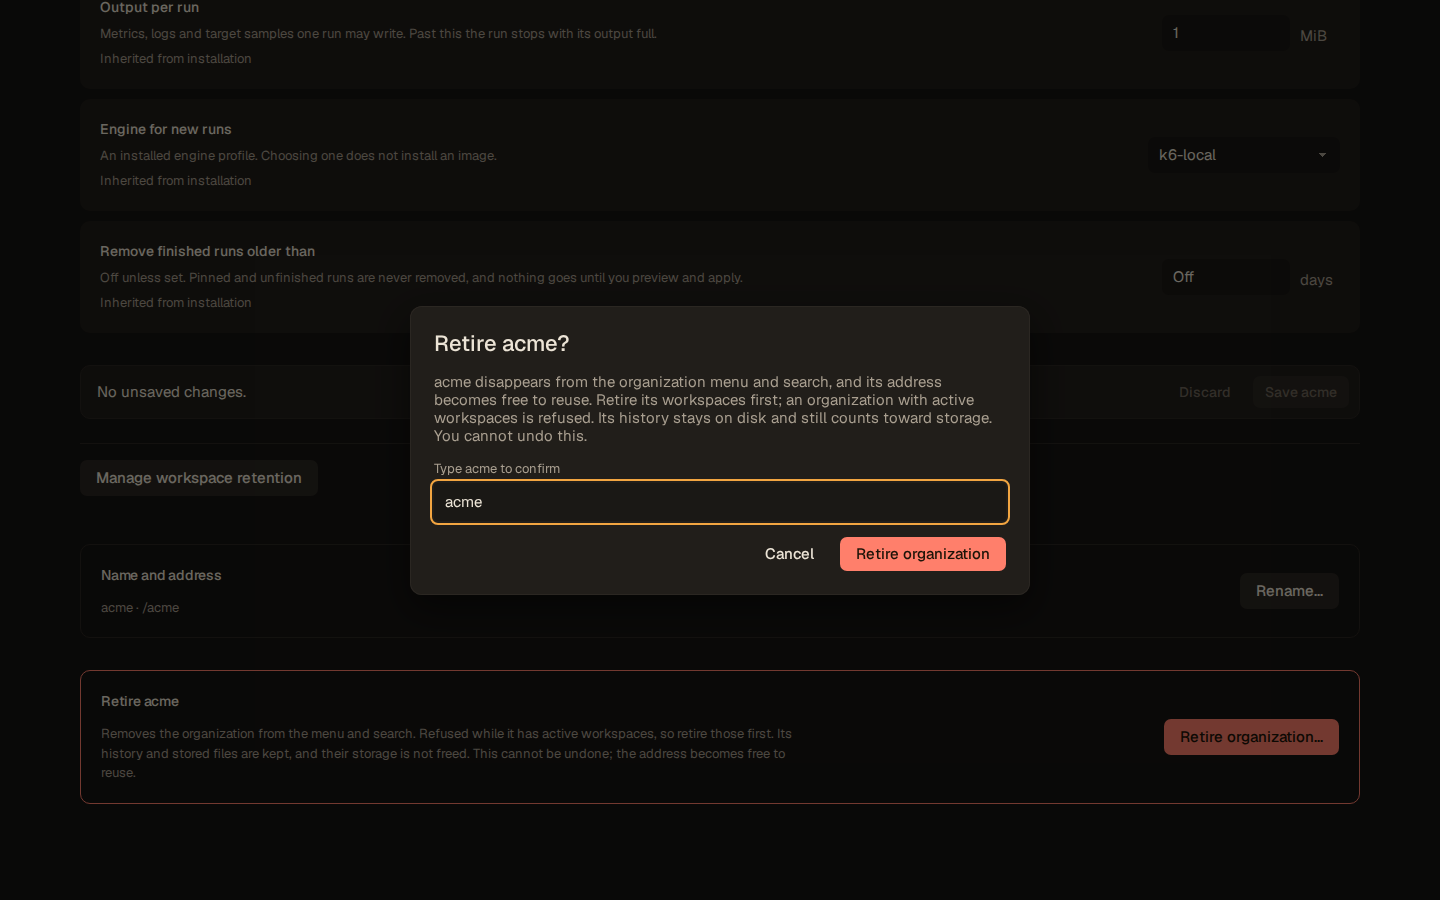 Output per run
Metrics, logs and target samples one run may write. Past this the run stops with its output full.
Inherited from installation
1
MiB
Engine for new runs
An installed engine profile. Choosing one does not install an image.
Inherited from installation
k6-local
Remove finished runs older than
Off unless set. Pinned and unfinished runs are never removed, and nothing goes until you preview and apply.
Inherited from installation
Off
days
Retire acme?
acme disappears from the organization menu and search, and its address
becomes free to reuse. Retire its workspaces first; an organization with active
workspaces is refused. Its history stays on disk and still counts toward storage.
You cannot undo this.
Type acme to confirm
acme
Cancel
Retire organization
No unsaved changes.
Discard
Save acme
Manage workspace retention
Name and address
acme · /acme
Rename...
Retire acme
Removes the organization from the menu and search. Refused while it has active workspaces, so retire those first. Its
history and stored files are kept, and their storage is not freed. This cannot be undone; the address becomes free to
reuse.
Retire organization...